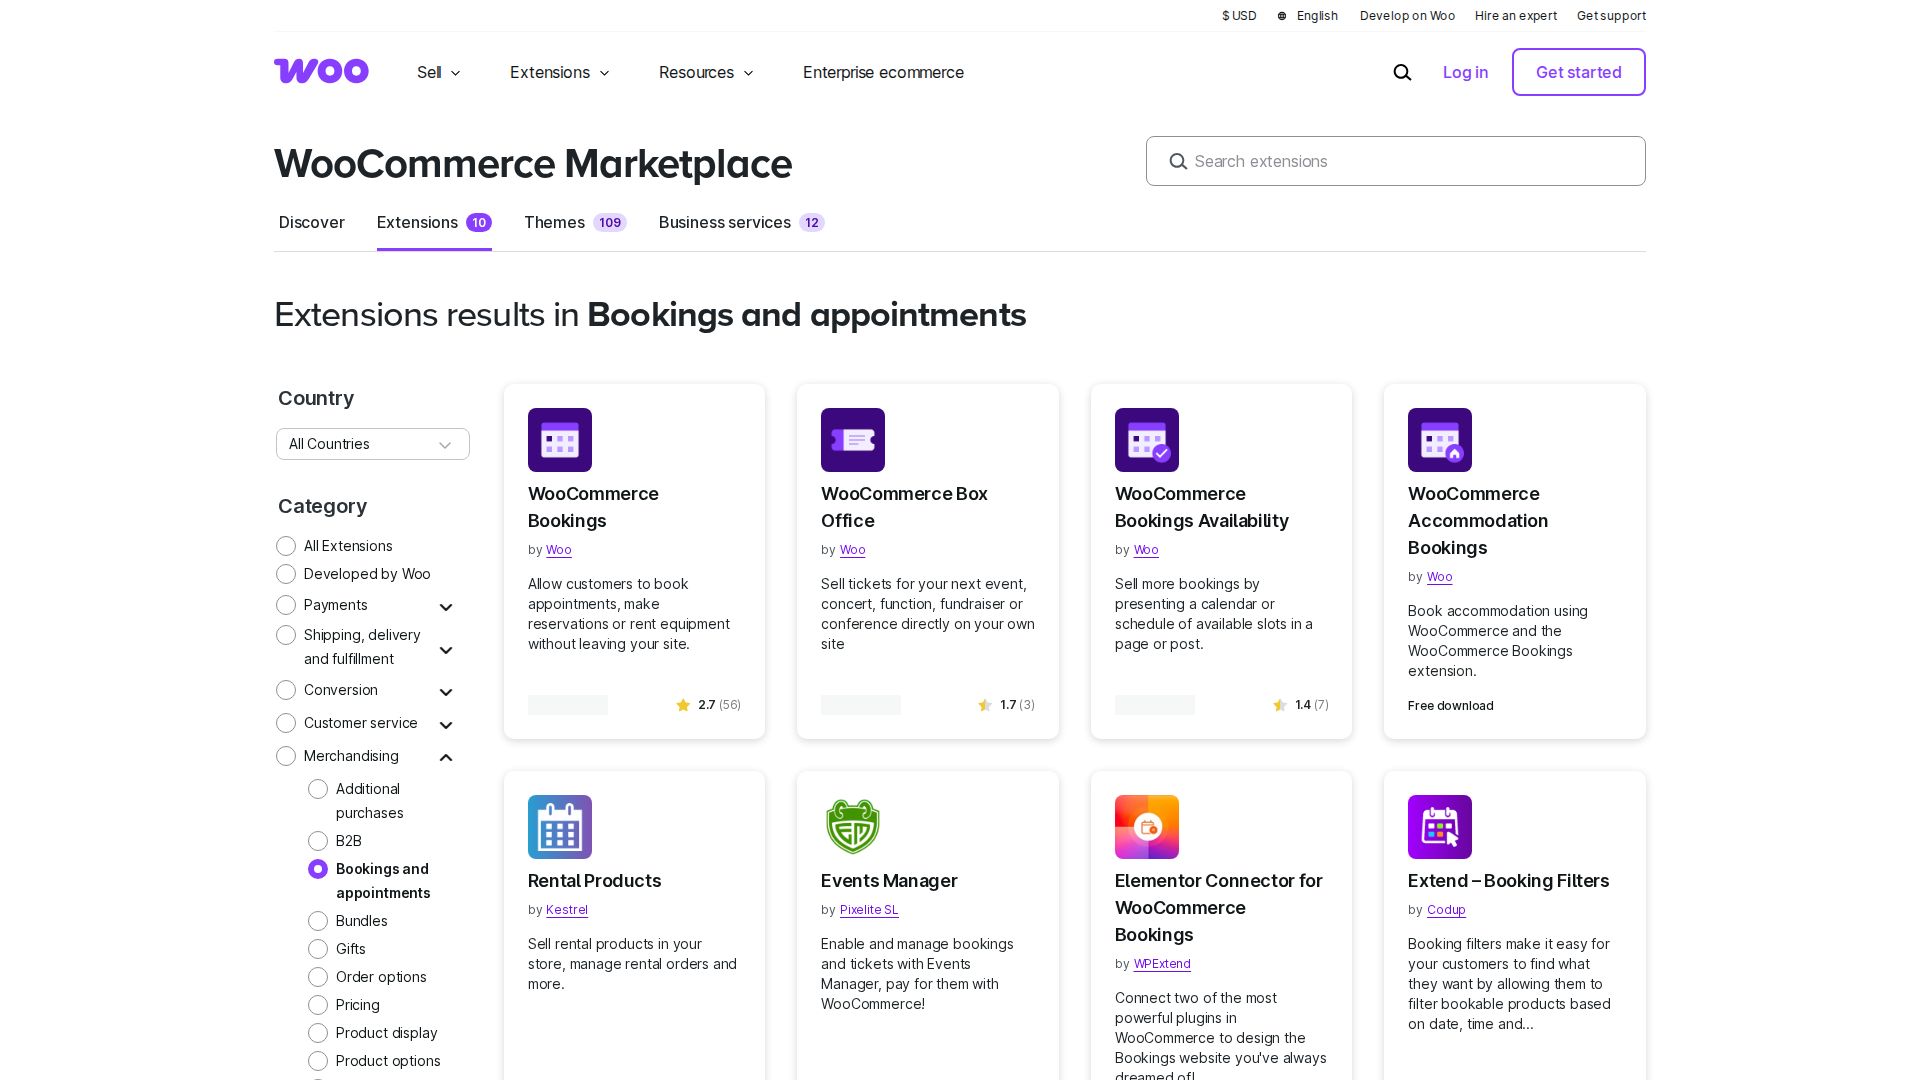 $ USD English Develop on Woo Hire an expert Get support
WOO Sell Extensions Resources Enterprise ecommerce Log in Get started
WooCommerce Marketplace
Search extensions
Discover Extensions 10 Themes 109 Business services 12
Extensions results in Bookings and appointments
Country
All Countries
Category
All Extensions
Developed by Woo
Payments
Shipping, delivery
and fulfillment
Conversion
Customer service
Merchandising
Additional
purchases
B2B
Bookings and
appointments
Bundles
Gifts
Order options
Pricing
Product display
Product options
WooCommerce
Bookings
by Woo
Allow customers to book
appointments, make
reservations or rent equipment
without leaving your site.
2.7 (56)
WooCommerce Box
Office
by Woo
Sell tickets for your next event,
concert, function, fundraiser or
conference directly on your own
site
1.7 (3)
WooCommerce
Bookings Availability
by Woo
Sell more bookings by
presenting a calendar or
schedule of available slots in a
page or post.
1.4 (7)
WooCommerce
Accommodation
Bookings
by Woo
Book accommodation using
WooCommerce and the
WooCommerce Bookings
extension.
Free download
Rental Products
by Kestrel
Sell rental products in your
store, manage rental orders and
more.
EM
Events Manager
by Pixelite SL
Enable and manage bookings
and tickets with Events
Manager, pay for them with
WooCommerce!
Elementor Connector for
WooCommerce
Bookings
by WPExtend
Connect two of the most
powerful plugins in
WooCommerce to design the
Bookings website you've always
dreamed of!
Extend – Booking Filters
by Codup
Booking filters make it easy for
your customers to find what
they want by allowing them to
filter bookable products based
on date, time and...